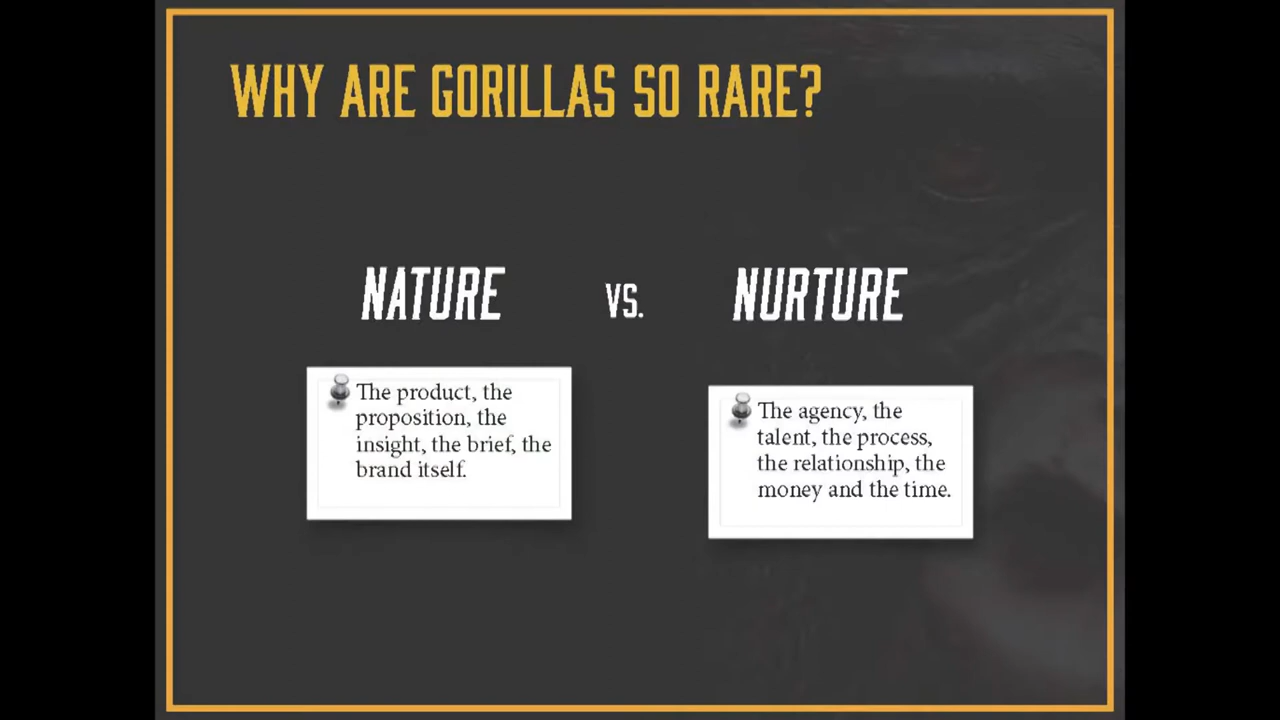 WHY ARE GORILLAS SO RARE?
NATURE VS. NURTURE
The product, the
proposition, the
insight, the brief, the
brand itself.
The agency, the
talent, the process,
the relationship, the
money and the time.